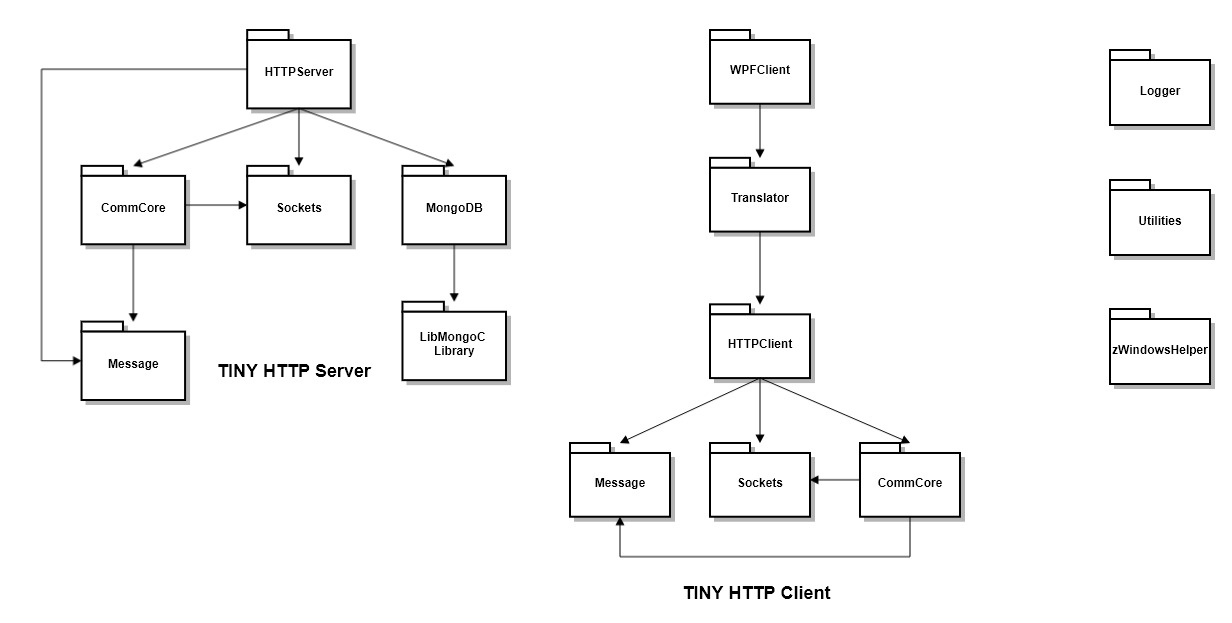 HTTPServer
CommCore
Sockets
MongoDB
LibMongoC
Library
Message
TINY HTTP Server
WPFClient
Translator
HTTPClient
Message
Sockets
CommCore
TINY HTTP Client
Logger
Utilities
zWindowsHelper